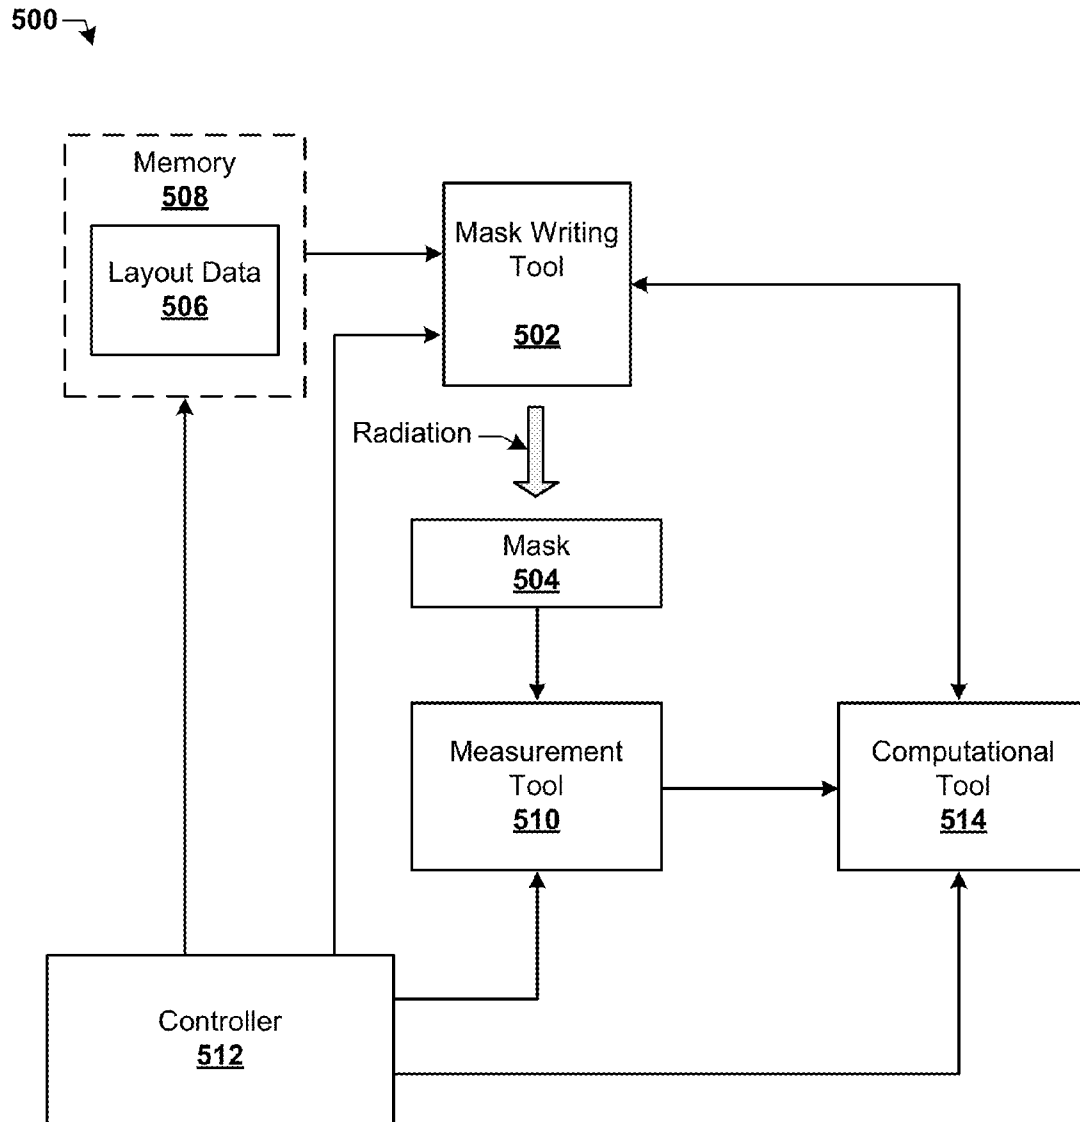 500
Memory
508
Layout Data
506
Mask Writing
Tool
502
Radiation
Mask
504
Measurement
Tool
510
Computational
Tool
514
Controller
512